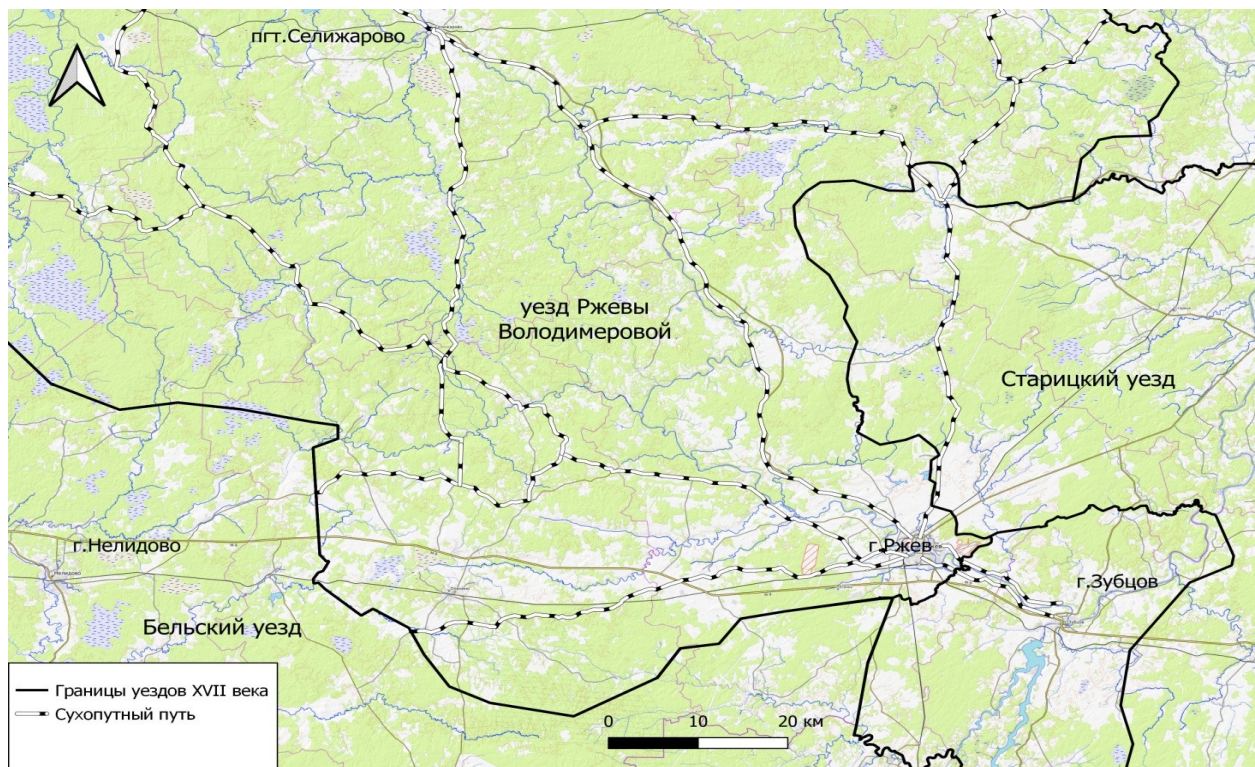 пгт.Селижарово
уезд Ржевы
Володимеровой
Старицкий уезд
г.Нелидово
г.Ржев
г.Зубцов
Бельский уезд
Границы уездов XVII века
Сухопутный путь
0 10 20 км